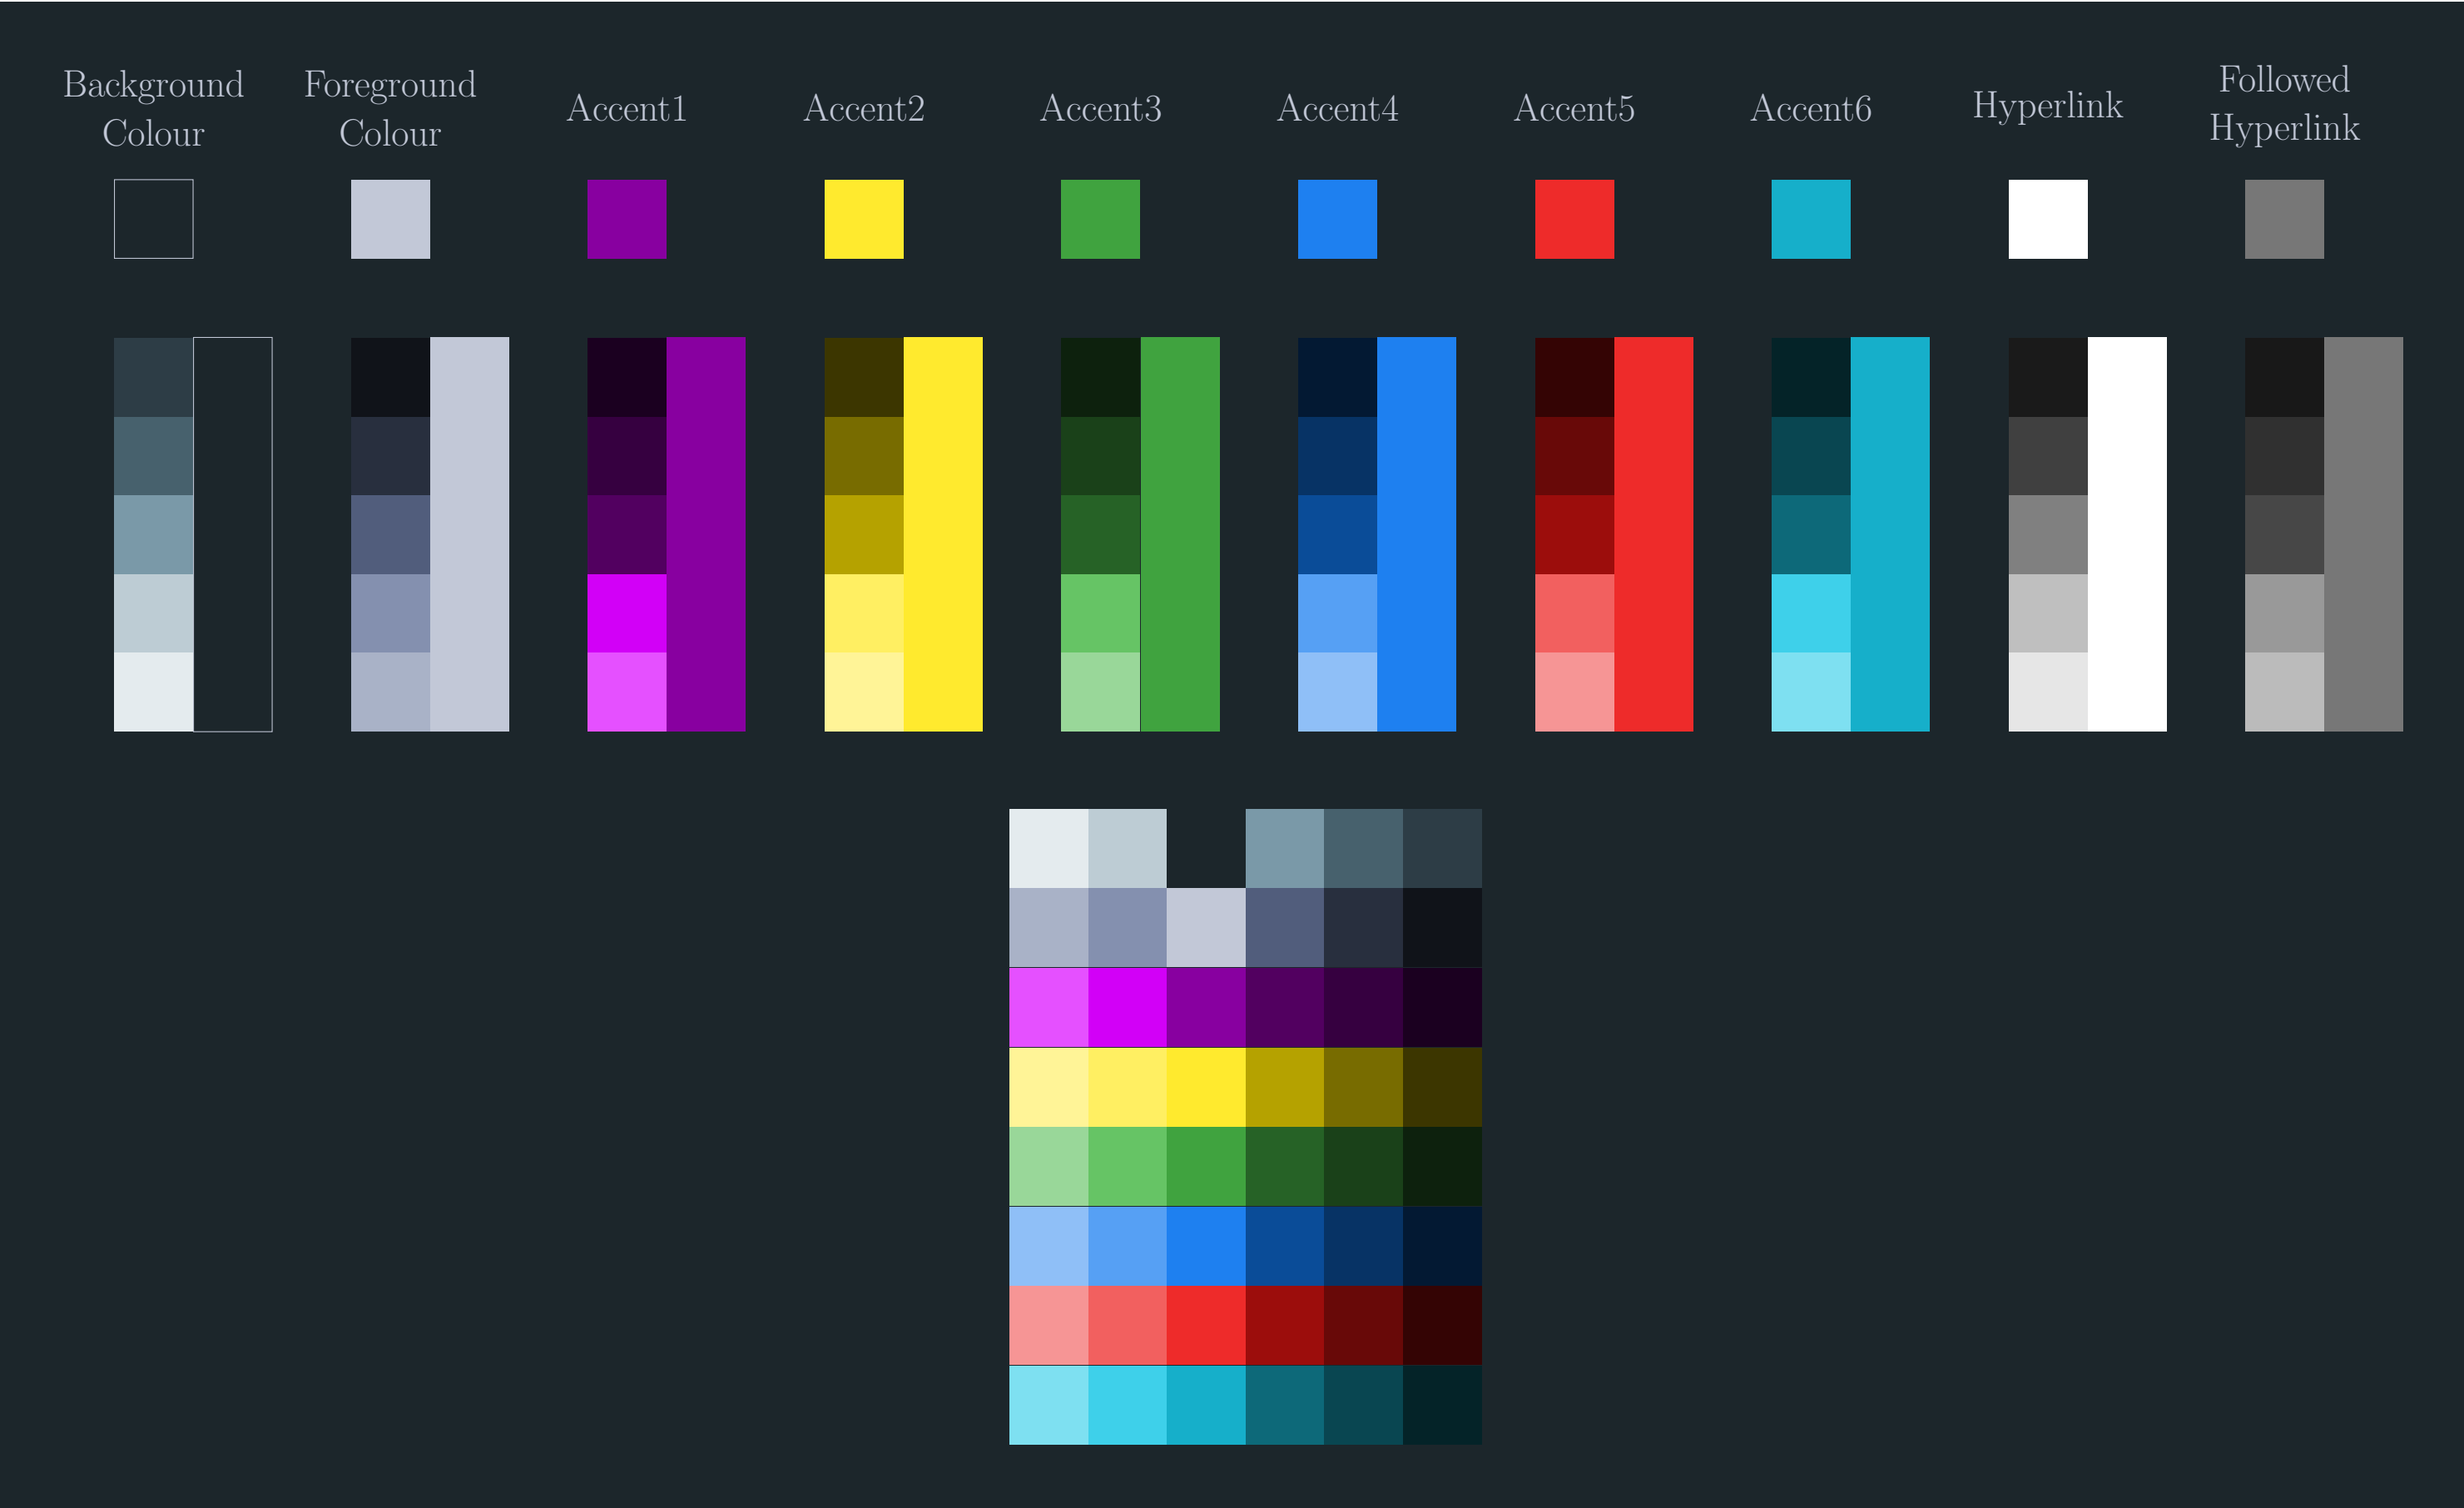 Background
Colour
Foreground
Colour
Accent1
Accent2
Accent3
Accent4
Accent5
Accent6
Hyperlink
Followed
Hyperlink